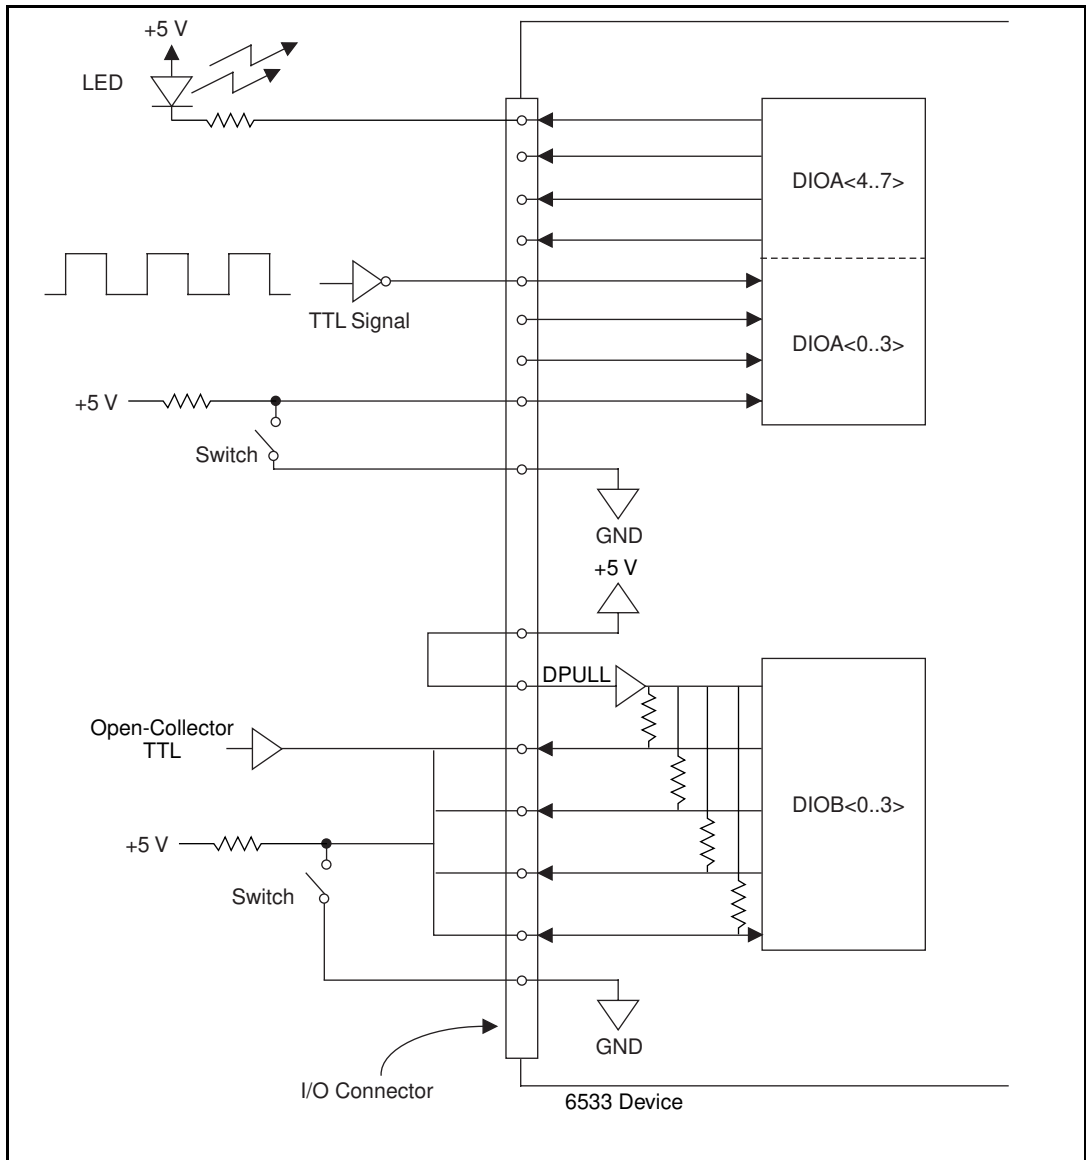 +5 V
LED
DIOA<4..7>
TTL Signal
DIOA<0..3>
+5 V
Switch
GND
+5 V
DPULL
Open-Collector
TTL
DIOB<0..3>
+5 V
Switch
GND
I/O Connector
6533 Device